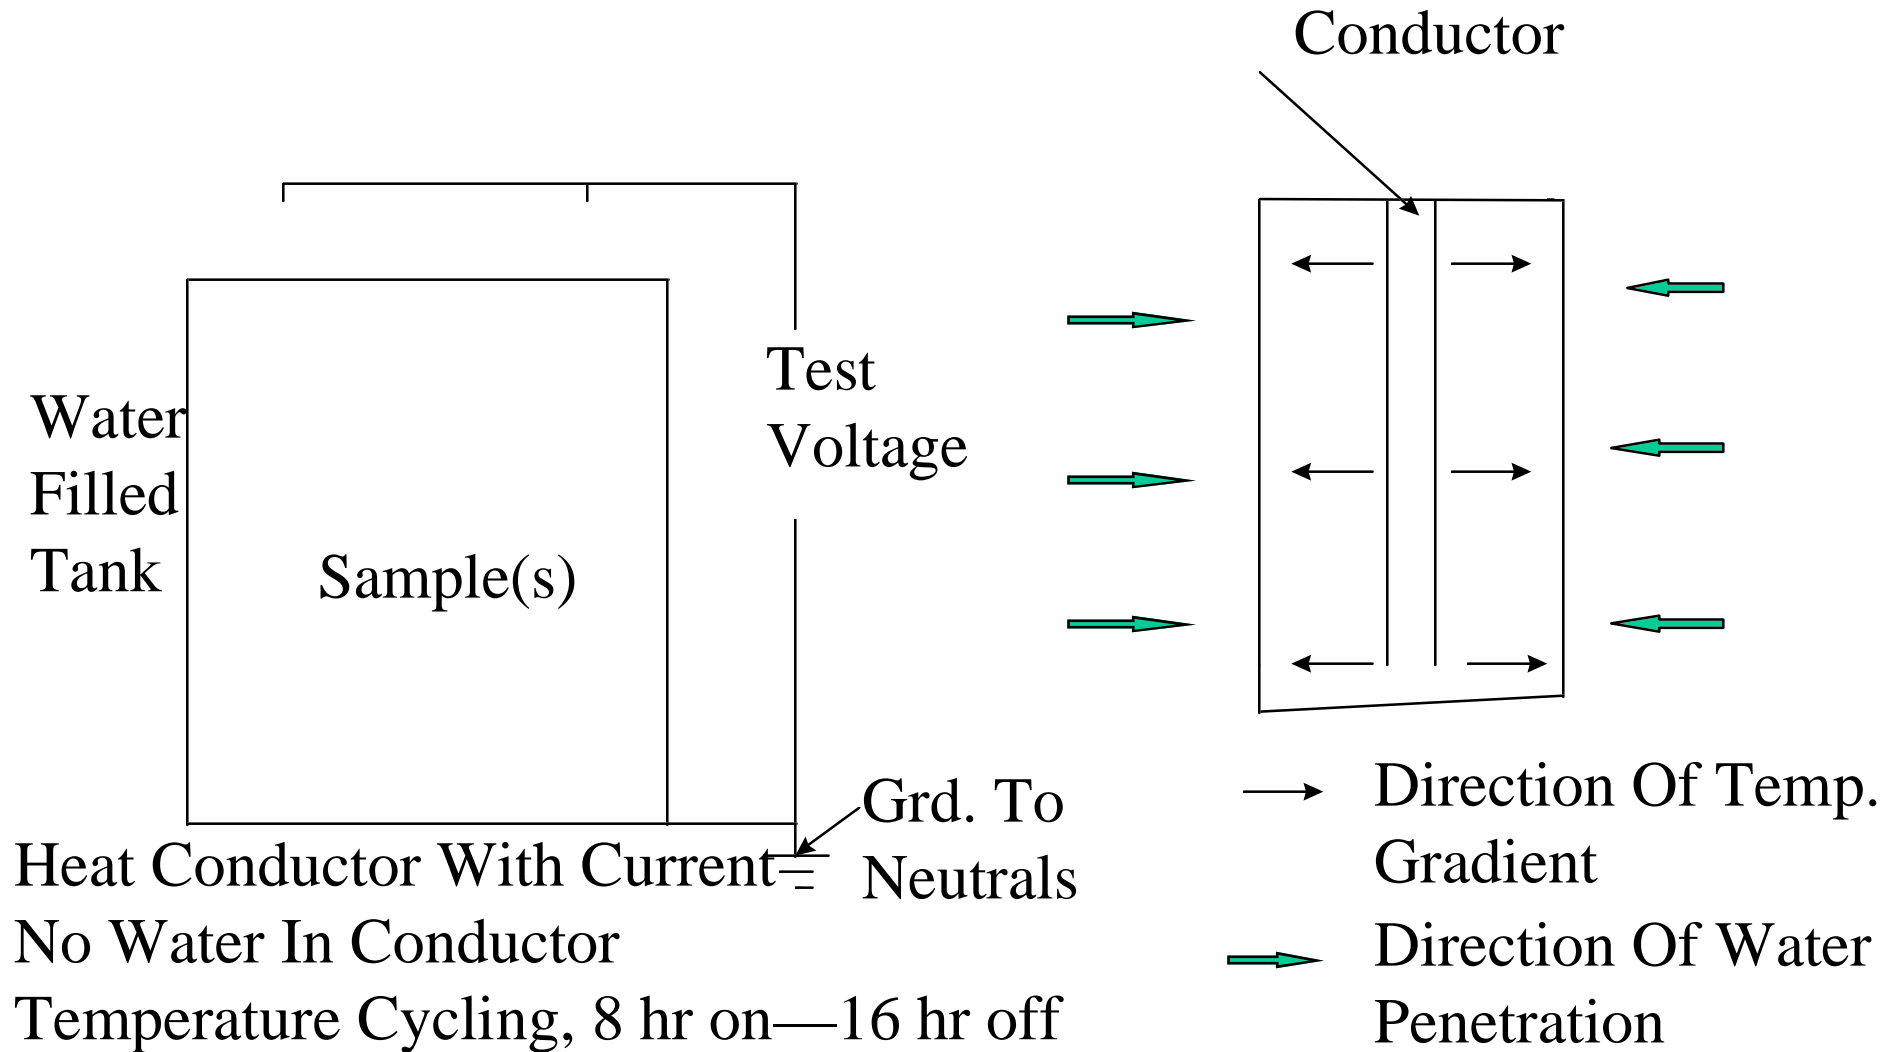 Conductor
Water
Filled
Tank
Sample(s)
Test
Voltage
Grd. To
Neutrals
Heat Conductor With Current
No Water In Conductor
Temperature Cycling, 8 hr on—16 hr off
Direction Of Temp.
Gradient
Direction Of Water
Penetration